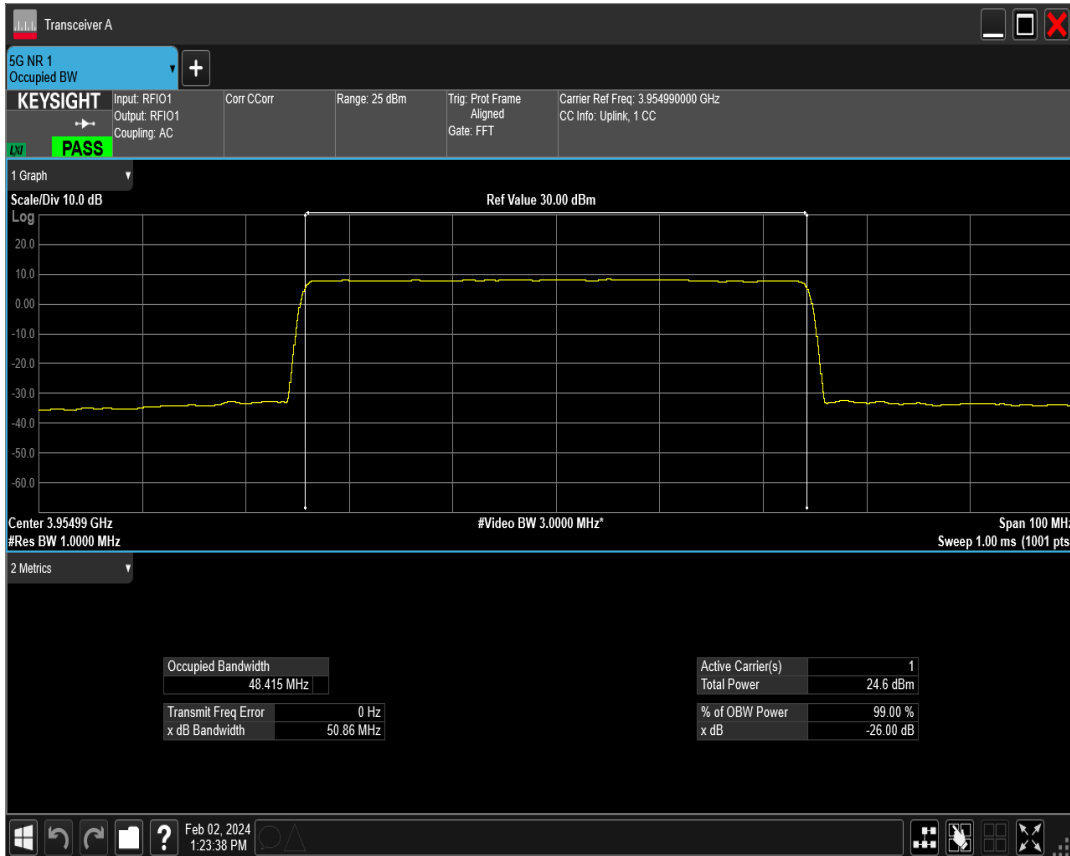 Transceiver A
5G NR 1
Occupied BW
KEYSIGHT
LXI
PASS
Input: RFIO1
Output: RFIO1
Coupling: AC
Corr CCorr
Range: 25 dBm
Trig: Prot Frame
Aligned
Gate: FFT
Carrier Ref Freq: 3.954990000 GHz
CC Info: Uplink, 1 CC
1 Graph
Scale/Div 10.0 dB
Ref Value 30.00 dBm
Log
20.0
10.0
0.00
-10.0
-20.0
-30.0
-40.0
-50.0
-60.0
Center 3.95499 GHz
#Video BW 3.0000 MHz*
Span 100 MHz
#Res BW 1.0000 MHz
Sweep 1.00 ms (1001 pts
2 Metrics
Occupied Bandwidth
48.415 MHz
Transmit Freq Error 0 Hz
x dB Bandwidth 50.86 MHz
Active Carrier(s) 1
Total Power 24.6 dBm
% of OBW Power 99.00 %
x dB -26.00 dB
Feb 02, 2024
1:23:38 PM